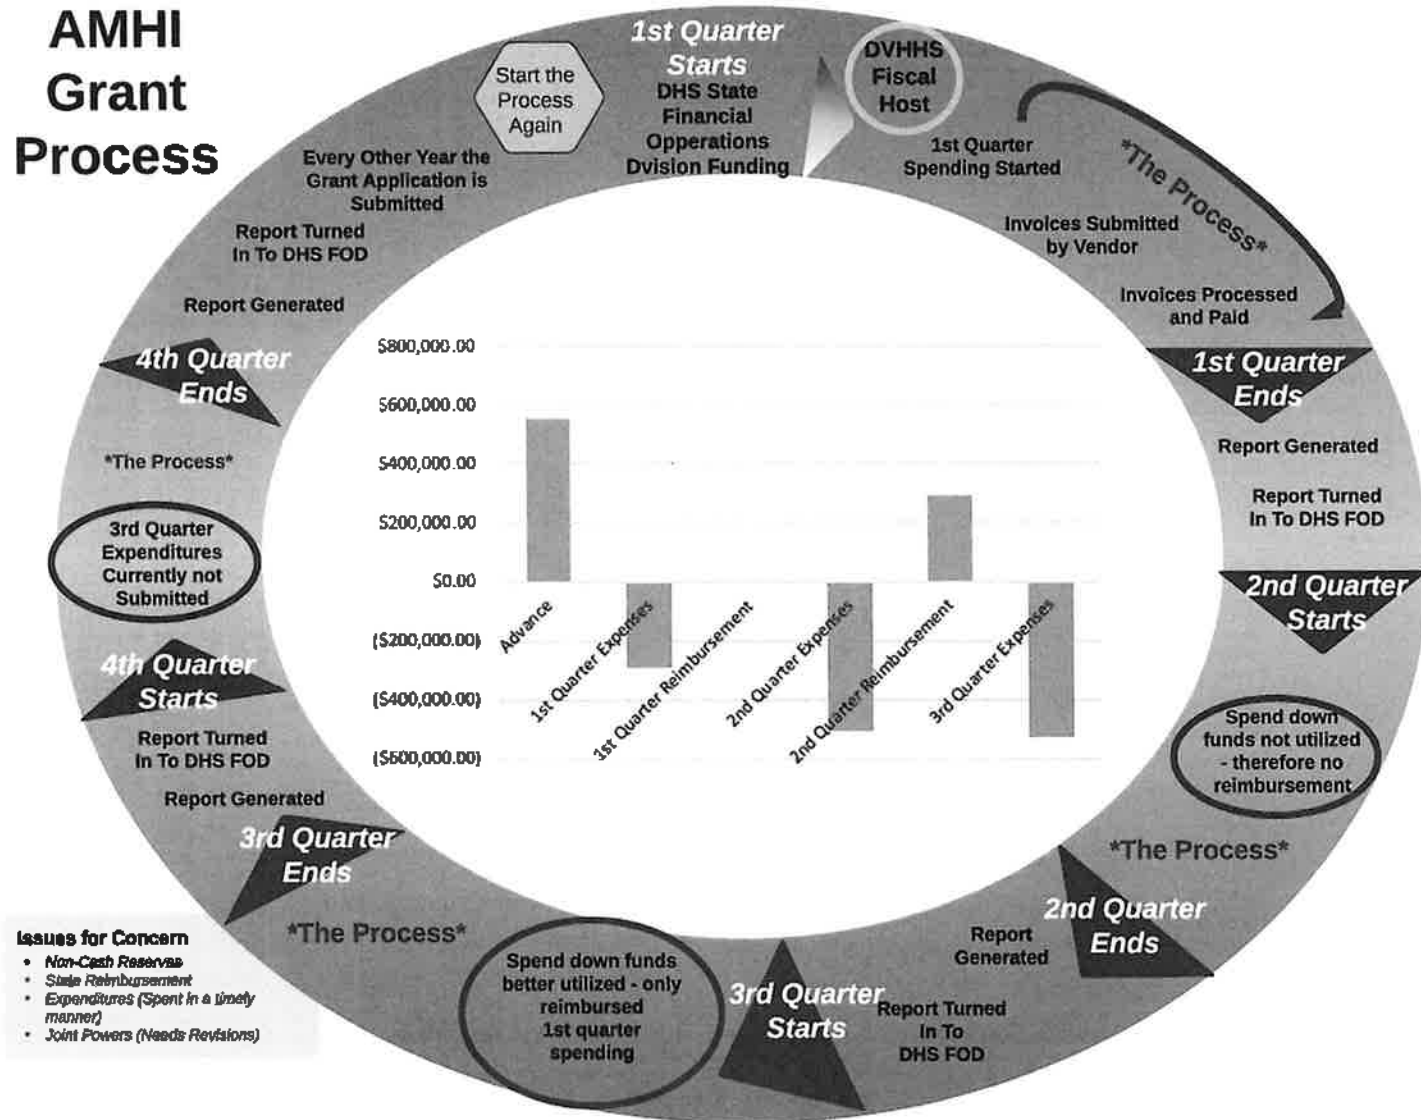 AMHI
Grant
Process
1st Quarter
Starts
DHS State
Financial
Opperations
Dvision Funding
DVHHS
Fiscal
Host
1st Quarter
Spending Started
*The Process*
Invoices Submitted
by Vendor
Invoices Processed
and Paid
1st Quarter
Ends
Report Generated
Report Turned
In To DHS FOD
2nd Quarter
Starts
Spend down
funds not utilized
- therefore no
reimbursement
*The Process*
2nd Quarter
Ends
Report
Generated
Report Turned
In To
DHS FOD
3rd Quarter
Starts
Spend down funds
better utilized - only
reimbursed
1st quarter
spending
*The Process*
3rd Quarter
Ends
Report Generated
Report Turned
In To DHS FOD
4th Quarter
Starts
3rd Quarter
Expenditures
Currently not
Submitted
*The Process*
4th Quarter
Ends
Report Generated
Report Turned
In To DHS FOD
Every Other Year the
Grant Application is
Submitted
Start the
Process
Again
$800,000.00
$600,000.00
$400,000.00
$200,000.00
$0.00
($200,000.00)
($400,000.00)
($600,000.00)
Advance
1st Quarter Expenses
1st Quarter Reimbursement
2nd Quarter Expenses
2nd Quarter Reimbursement
3rd Quarter Expenses
Issues for Concern
• Non-Cash Reserves
• State Reimbursement
• Expenditures (Spent in a timely
manner)
• Joint Powers (Needs Revisions)